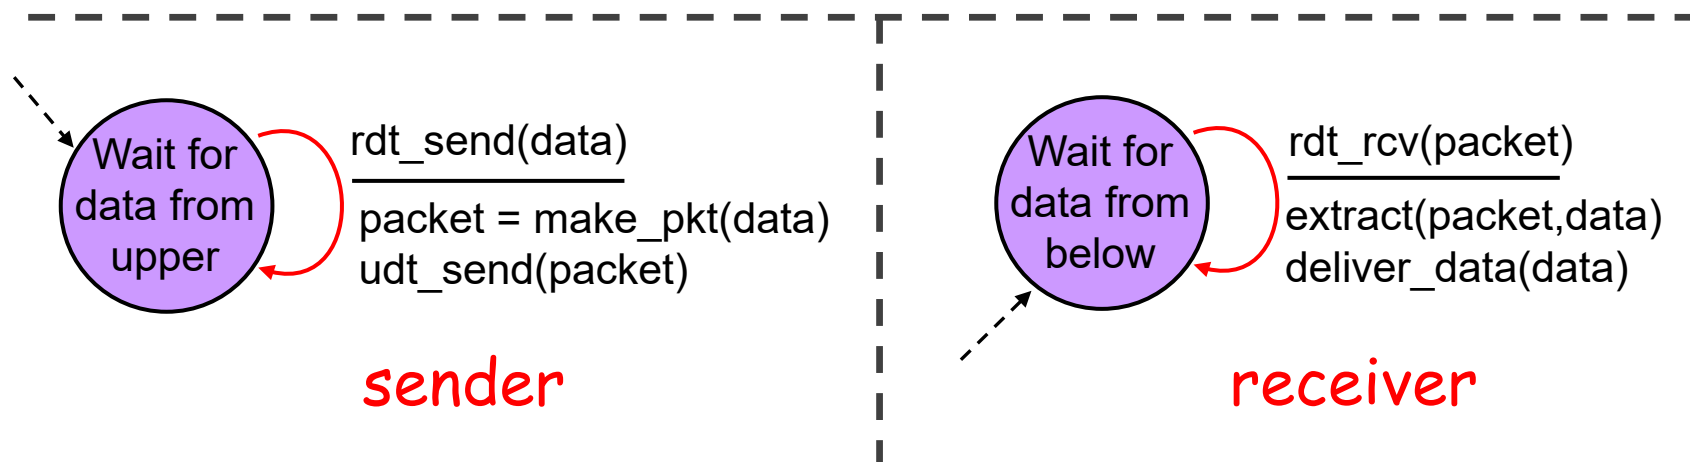 Wait for
data from
upper
rdt_send(data)
packet = make_pkt(data)
udt_send(packet)
sender
Wait for
data from
below
rdt_rcv(packet)
extract(packet,data)
deliver_data(data)
receiver